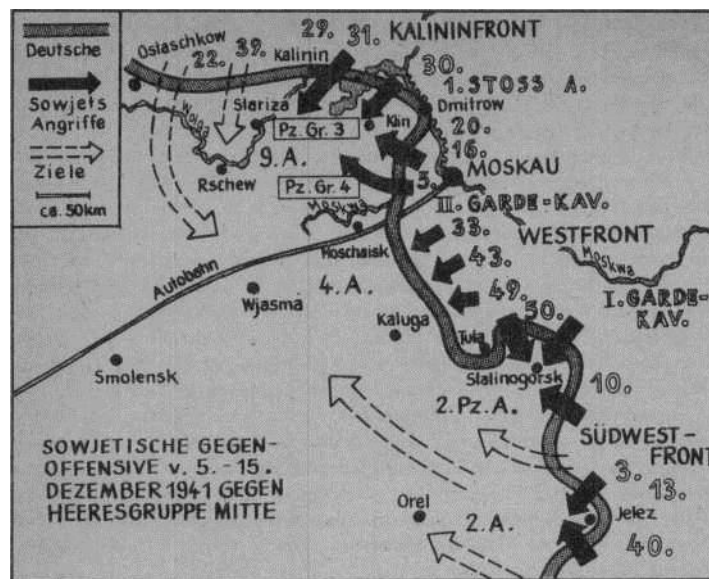 Deutsche
Sowjets
Angriffe
Ziele
ca. 50km
KALININFRONT
29.
31.
Ostaschkow
22.
39.
Kalinin
30.
1. STOSS A.
Stariza
Dmitrow
Wolga
Pz. Gr. 3
Klin
20.
9. A.
16.
Rschew
Pz. Gr. 4
5.
MOSKAU
II. GARDE-KAV.
Moskwa
33.
WESTFRONT
Moschaisk
43.
Moskwa
Autobahn
4. A.
49.
I. GARDE-
KAV.
Wjasma
50.
Kaluga
Tula
Smolensk
Stalinogorsk
10.
2. Pz. A.
SÜDWEST-
FRONT
SOWJETISCHE GEGEN-
OFFENSIVE v. 5.-15.
DEZEMBER 1941 GEGEN
HEERESGRUPPE MITTE
3.
13.
Orel
Jelez
2. A.
40.